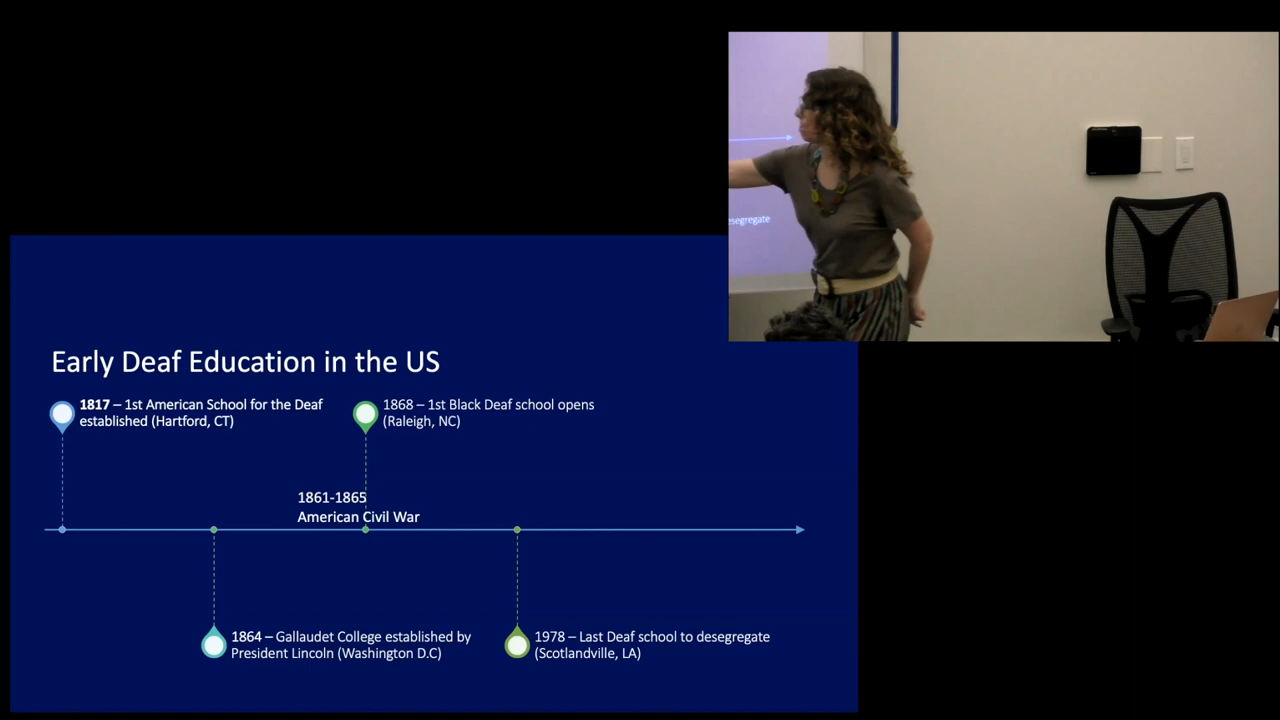 esegregate
Early Deaf Education in the US
1817 – 1st American School for the Deaf
established (Hartford, CT)
1868 – 1st Black Deaf school opens
(Raleigh, NC)
1861-1865
American Civil War
1864 – Gallaudet College established by
President Lincoln (Washington D.C)
1978 – Last Deaf school to desegregate
(Scotlandville, LA)